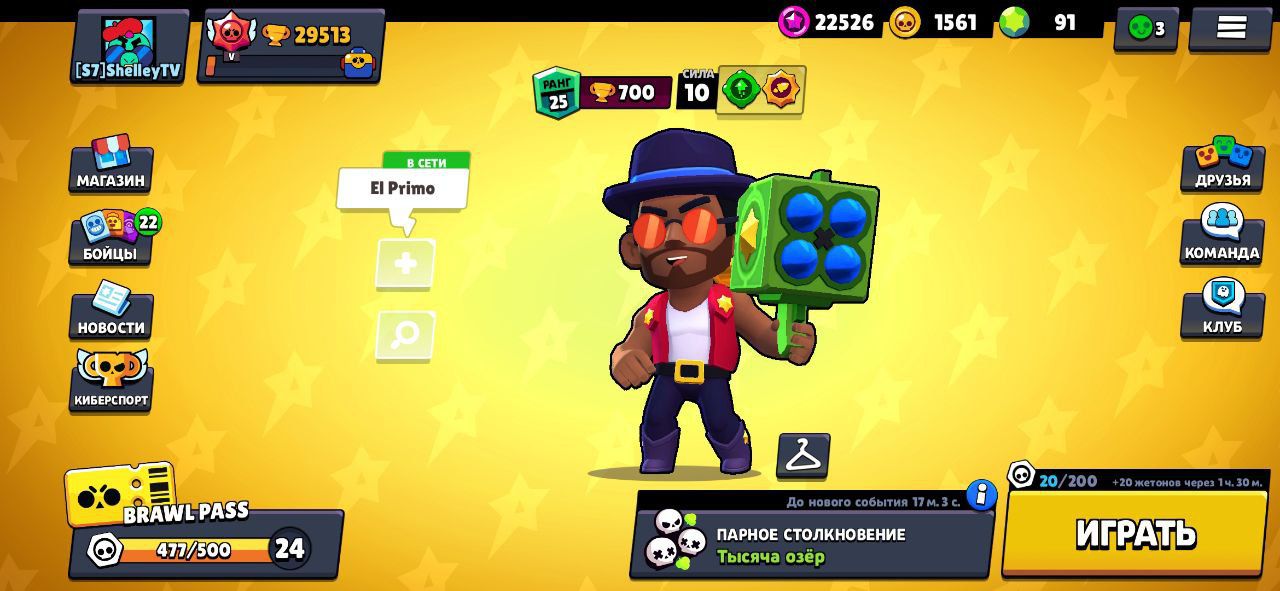 [S7]ShelleyTV
V
29513
22526
1561
91
3
РАНГ
25
700
СИЛА
10
МАГАЗИН
БОЙЦЫ
22
НОВОСТИ
КИБЕРСПОРТ
В СЕТИ
El Primo
ДРУЗЬЯ
КОМАНДА
КЛУБ
BRAWL PASS
477/500
24
До нового события 17 м. 3 с.
i
ПАРНОЕ СТОЛКНОВЕНИЕ
Тысяча озёр
20/200
+20 жетонов через 1 ч. 30 м.
ИГРАТЬ